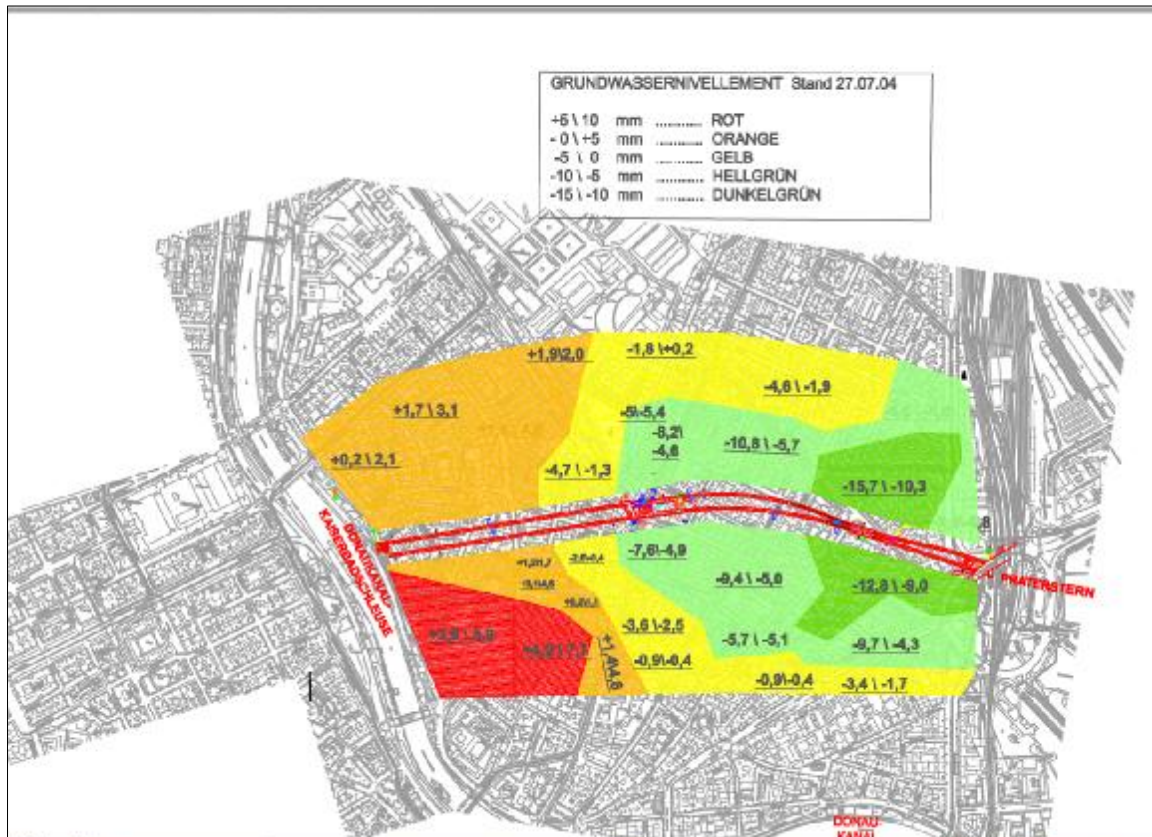 GRUNDWASSERNIVELLEMENT Stand 27.07.04
+5 \ 10 mm ............ ROT
- 0 \ +5 mm ............ ORANGE
-5 \ 0 mm ............ GELB
-10 \ -5 mm ............ HELLGRÜN
-15 \ -10 mm ............ DUNKELGRÜN
+1,9\2,0
-1,8 \+0,2
-4,6 \ -1,9
+1,7 \ 3,1
-5\-5,4
-8,2\
-4,6
-10,8 \ -5,7
+0,2 \ 2,1
-4,7 \ -1,3
-15,7 \ -10,3
DONAUKANAL-
KAISERBADSCHLEUSE
-7,6\ -4,9
-9,4 \ -5,0
PRATERSTERN
-3,6 \-2,5
-5,7 \ -5,1
-9,7 \ -4,3
+1,4\4,6
-0,9\-0,4
-0,9\-0,4
-3,4 \ -1,7
DONAU
KANAL